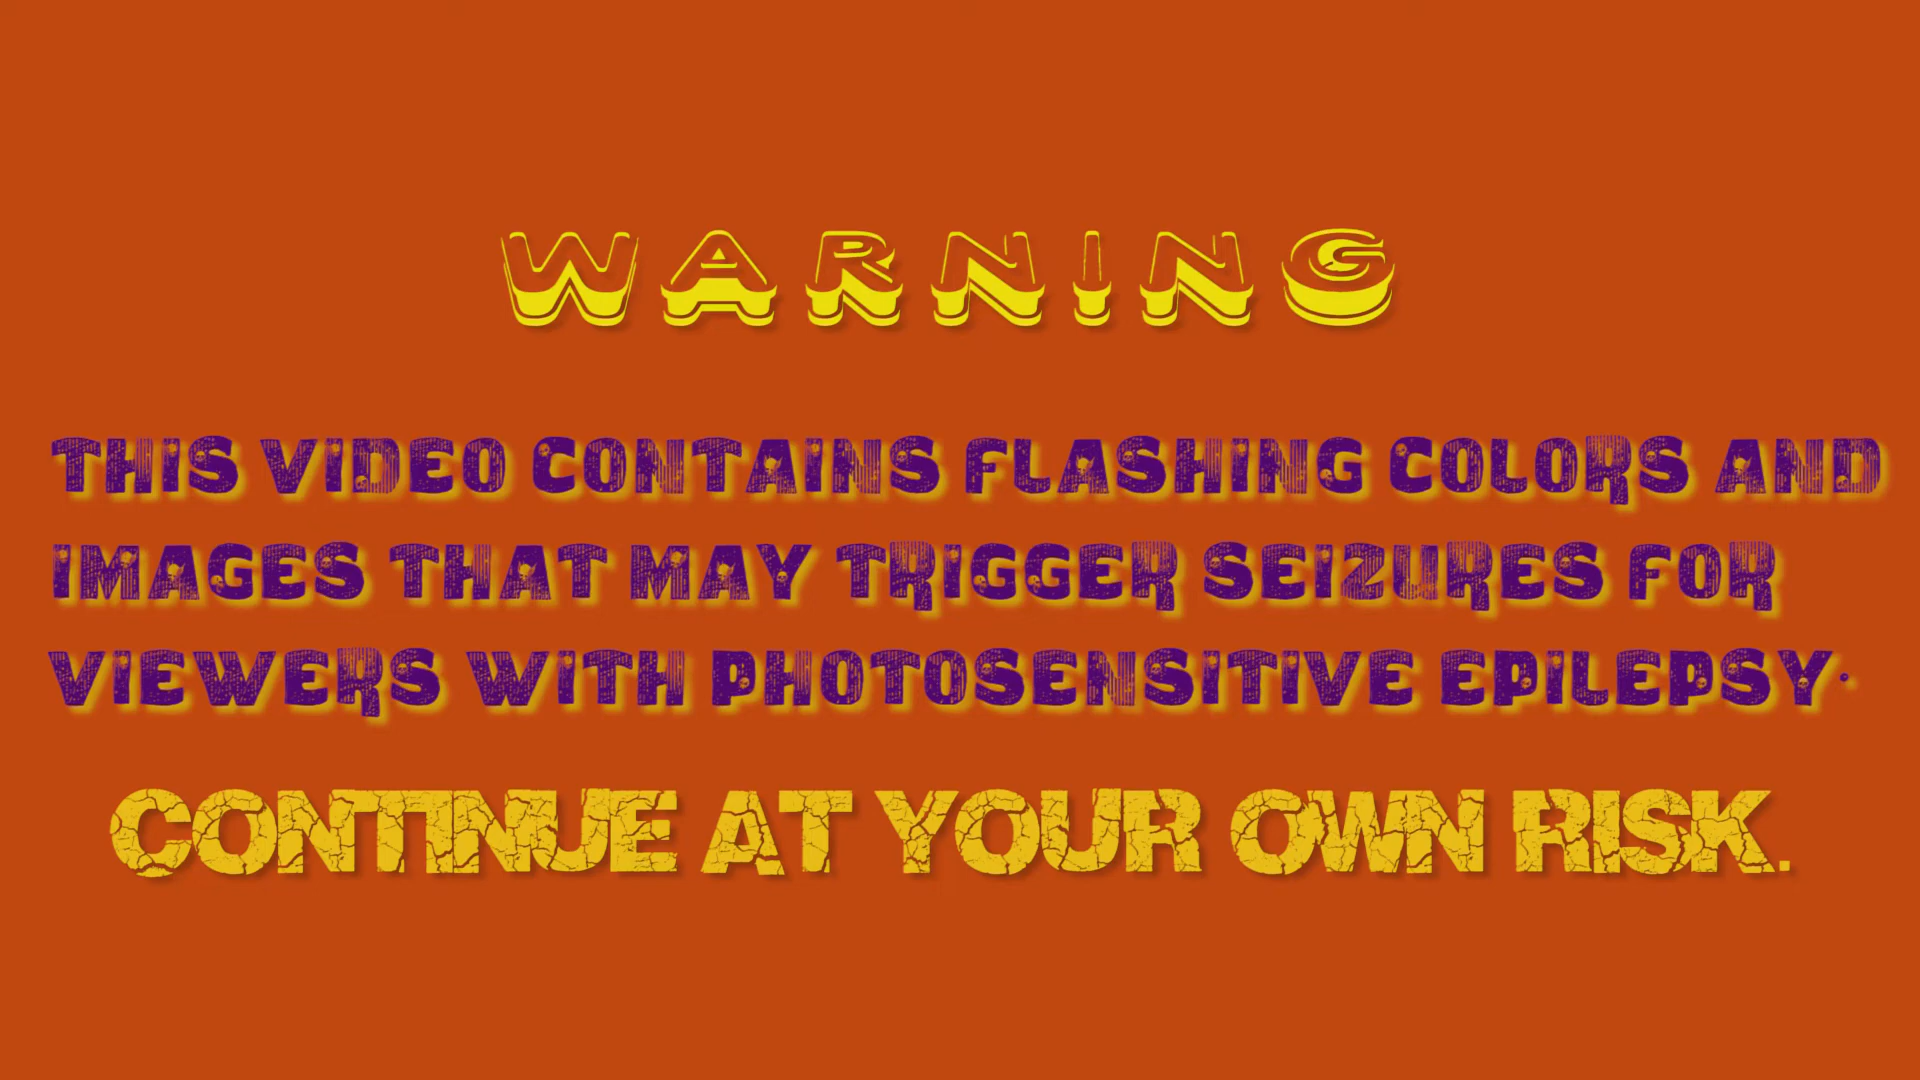 WARNING
THIS VIDEO CONTAINS FLASHING COLORS AND
IMAGES THAT MAY TRIGGER SEIZURES FOR
VIEWERS WITH PHOTOSENSITIVE EPILEPSY.
CONTINUE AT YOUR OWN RISK.